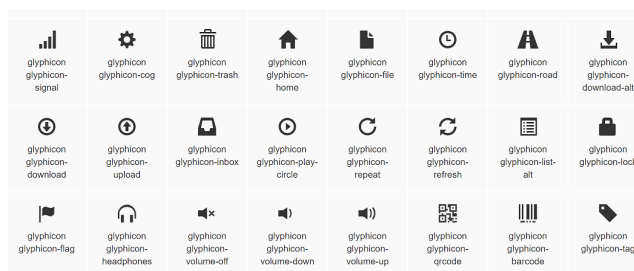 glyphicon glyphicon-signal
glyphicon glyphicon-cog
glyphicon glyphicon-trash
glyphicon glyphicon-home
glyphicon glyphicon-file
glyphicon glyphicon-time
glyphicon glyphicon-road
glyphicon glyphicon-download-alt
glyphicon glyphicon-download
glyphicon glyphicon-upload
glyphicon glyphicon-inbox
glyphicon glyphicon-play-circle
glyphicon glyphicon-repeat
glyphicon glyphicon-refresh
glyphicon glyphicon-list-alt
glyphicon glyphicon-lock
glyphicon glyphicon-flag
glyphicon glyphicon-headphones
glyphicon glyphicon-volume-off
glyphicon glyphicon-volume-down
glyphicon glyphicon-volume-up
glyphicon glyphicon-qrcode
glyphicon glyphicon-barcode
glyphicon glyphicon-tag